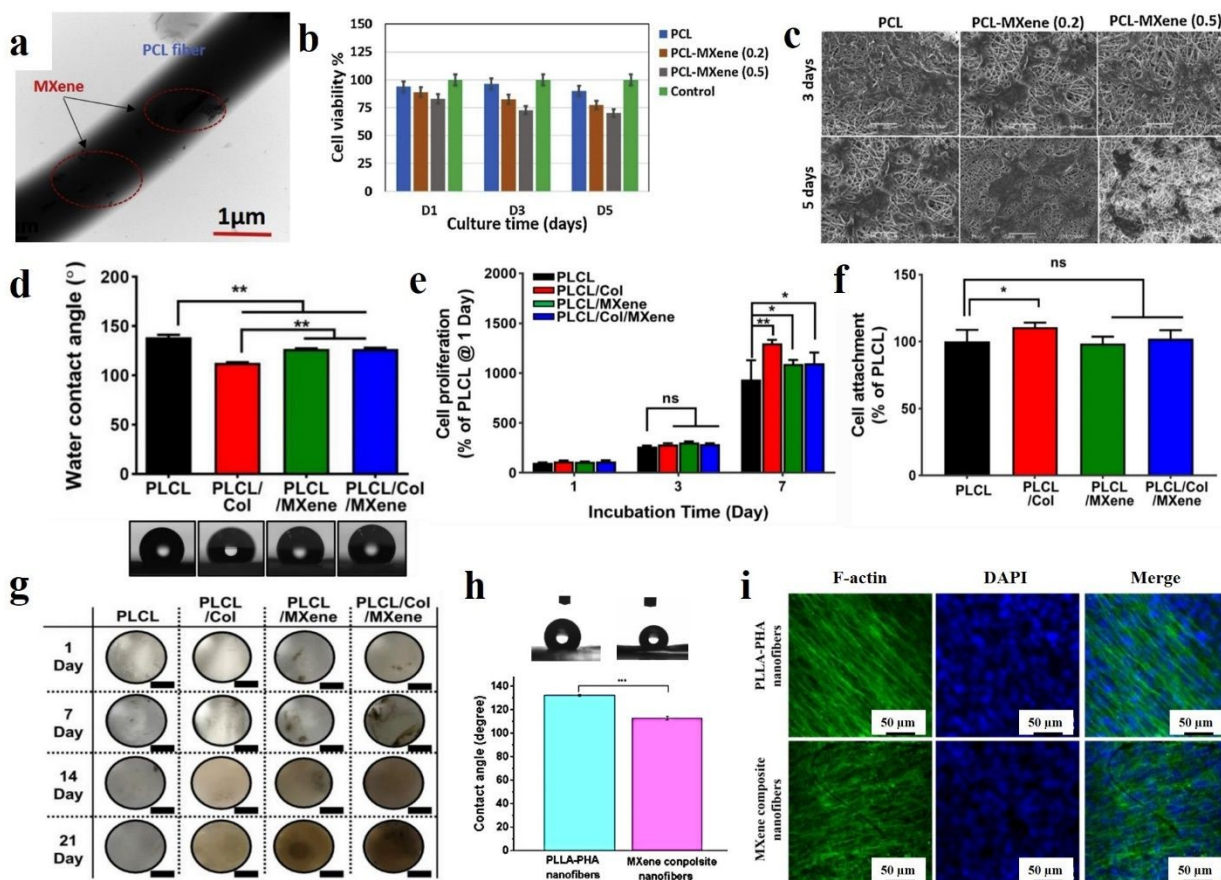 a
PCL fiber
MXene
1µm
b
Cell viability %
150
125
100
75
50
25
0
PCL
PCL-MXene (0.2)
PCL-MXene (0.5)
Control
D1
D3
D5
Culture time (days)
c
PCL
PCL-MXene (0.2)
PCL-MXene (0.5)
3 days
5 days
d
Water contact angle (°)
200
150
100
50
0
**
**
PLCL
PLCL/
Col
PLCL
/MXene
PLCL/Col
/MXene
e
Cell proliferation
(% of PLCL @ 1 Day)
2000
1500
1000
500
0
PLCL
PLCL/Col
PLCL/MXene
PLCL/Col/MXene
ns
*
*
**
1
3
7
Incubation Time (Day)
f
Cell attachment
(% of PLCL)
150
100
50
0
ns
*
PLCL
PLCL
/Col
PLCL
/MXene
PLCL/Col
/MXene
g
PLCL
PLCL
/Col
PLCL
/MXene
PLCL/Col
/MXene
1
Day
7
Day
14
Day
21
Day
h
Contact angle (degree)
140
120
100
80
60
40
20
0
***
PLLA-PHA
nanofibers
MXene conpolsite
nanofibers
i
F-actin
DAPI
Merge
PLLA-PHA
nanofibers
50 µm
50 µm
50 µm
MXene composite
nanofibers
50 µm
50 µm
50 µm